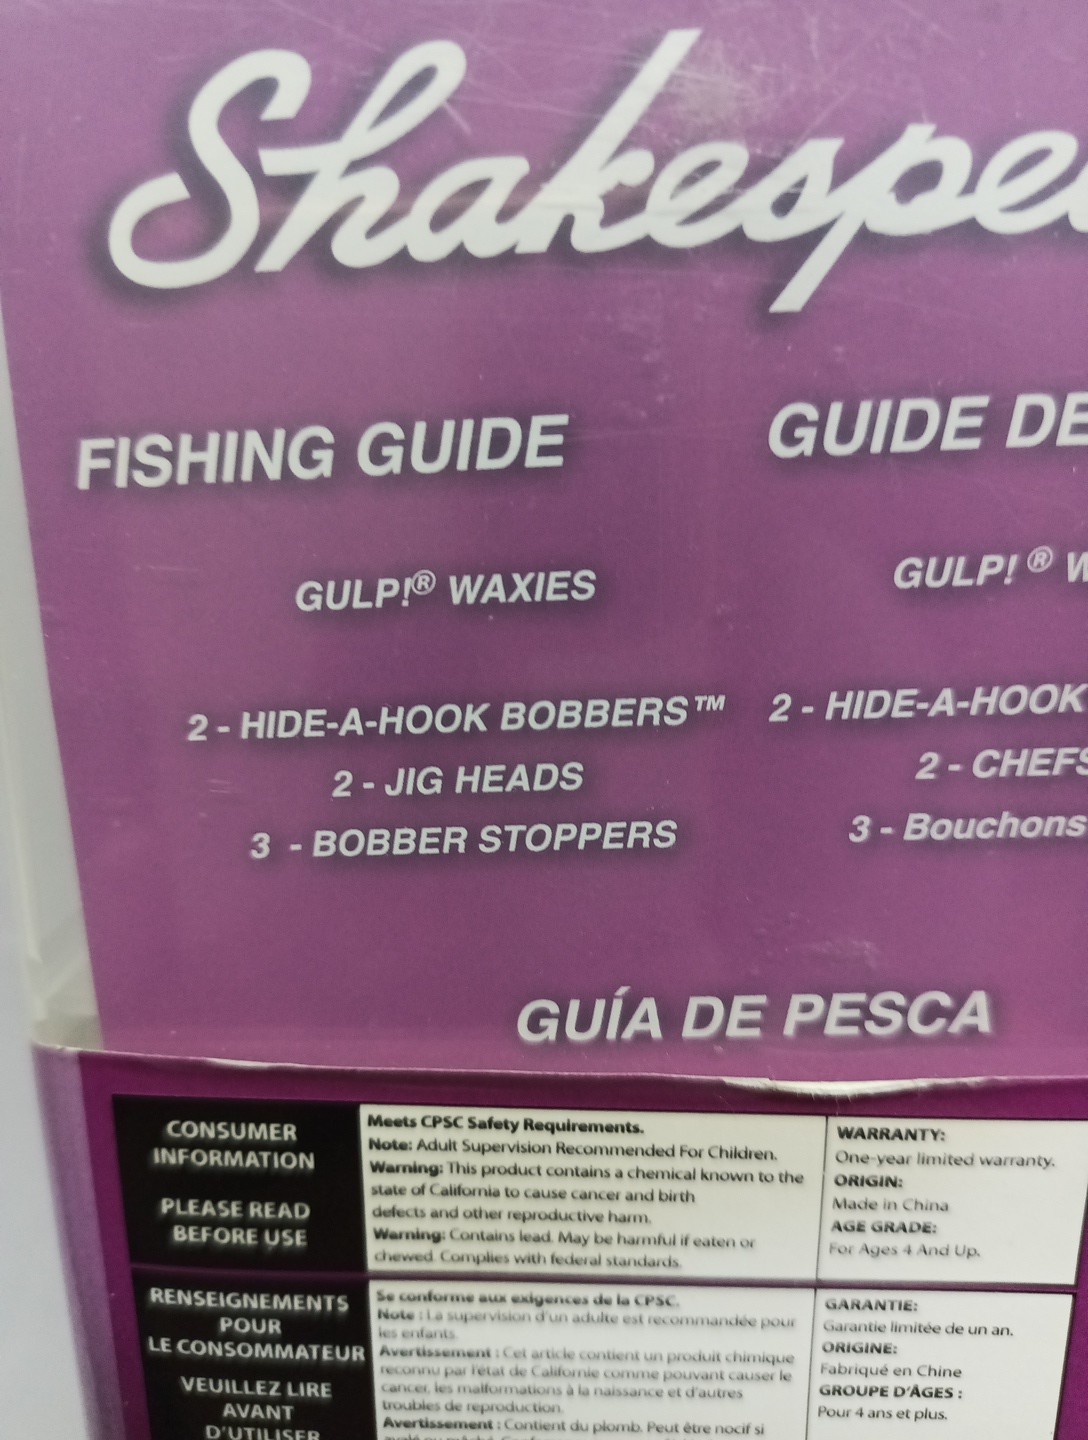 Shakespe
FISHING GUIDE
GULP!® WAXIES
2 - HIDE-A-HOOK BOBBERS™
2 - JIG HEADS
3 - BOBBER STOPPERS
GUIDE DE
GULP! ®
2 - HIDE-A-HOOK
2 - CHEFS
3 - Bouchons
GUÍA DE PESCA
CONSUMER
INFORMATION
PLEASE READ
BEFORE USE
Meets CPSC Safety Requirements.
Note: Adult Supervision Recommended For Children.
Warning: This product contains a chemical known to the
state of California to cause cancer and birth
defects and other reproductive harm.
Warning: Contains lead. May be harmful if eaten or
chewed. Complies with federal standards.
WARRANTY:
One-year limited warranty.
ORIGIN:
Made in China
AGE GRADE:
For Ages 4 And Up.
RENSEIGNEMENTS
POUR
LE CONSOMMATEUR
VEUILLEZ LIRE
AVANT
D'UTILISER
Se conforme aux exigences de la CPSC.
Note : La supervision d'un adulte est recommandée pour
les enfants.
Avertissement : Cet article contient un produit chimique
reconnu par l'état de Californie comme pouvant causer le
cancer, les malformations à la naissance et d'autres
troubles de reproduction.
Avertissement : Contient du plomb. Peut être nocif si
GARANTIE:
Garantie limitée de un an.
ORIGINE:
Fabriqué en Chine
GROUPE D'ÂGES :
Pour 4 ans et plus.